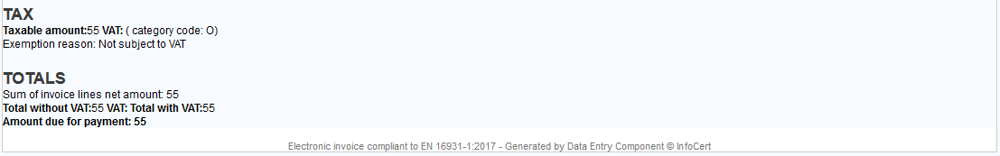 TAX
Taxable amount:55 VAT: ( category code: O)
Exemption reason: Not subject to VAT
TOTALS
Sum of invoice lines net amount: 55
Total without VAT:55 VAT: Total with VAT:55
Amount due for payment: 55
Electronic invoice compliant to EN 16931-1:2017 - Generated by Data Entry Component © InfoCert